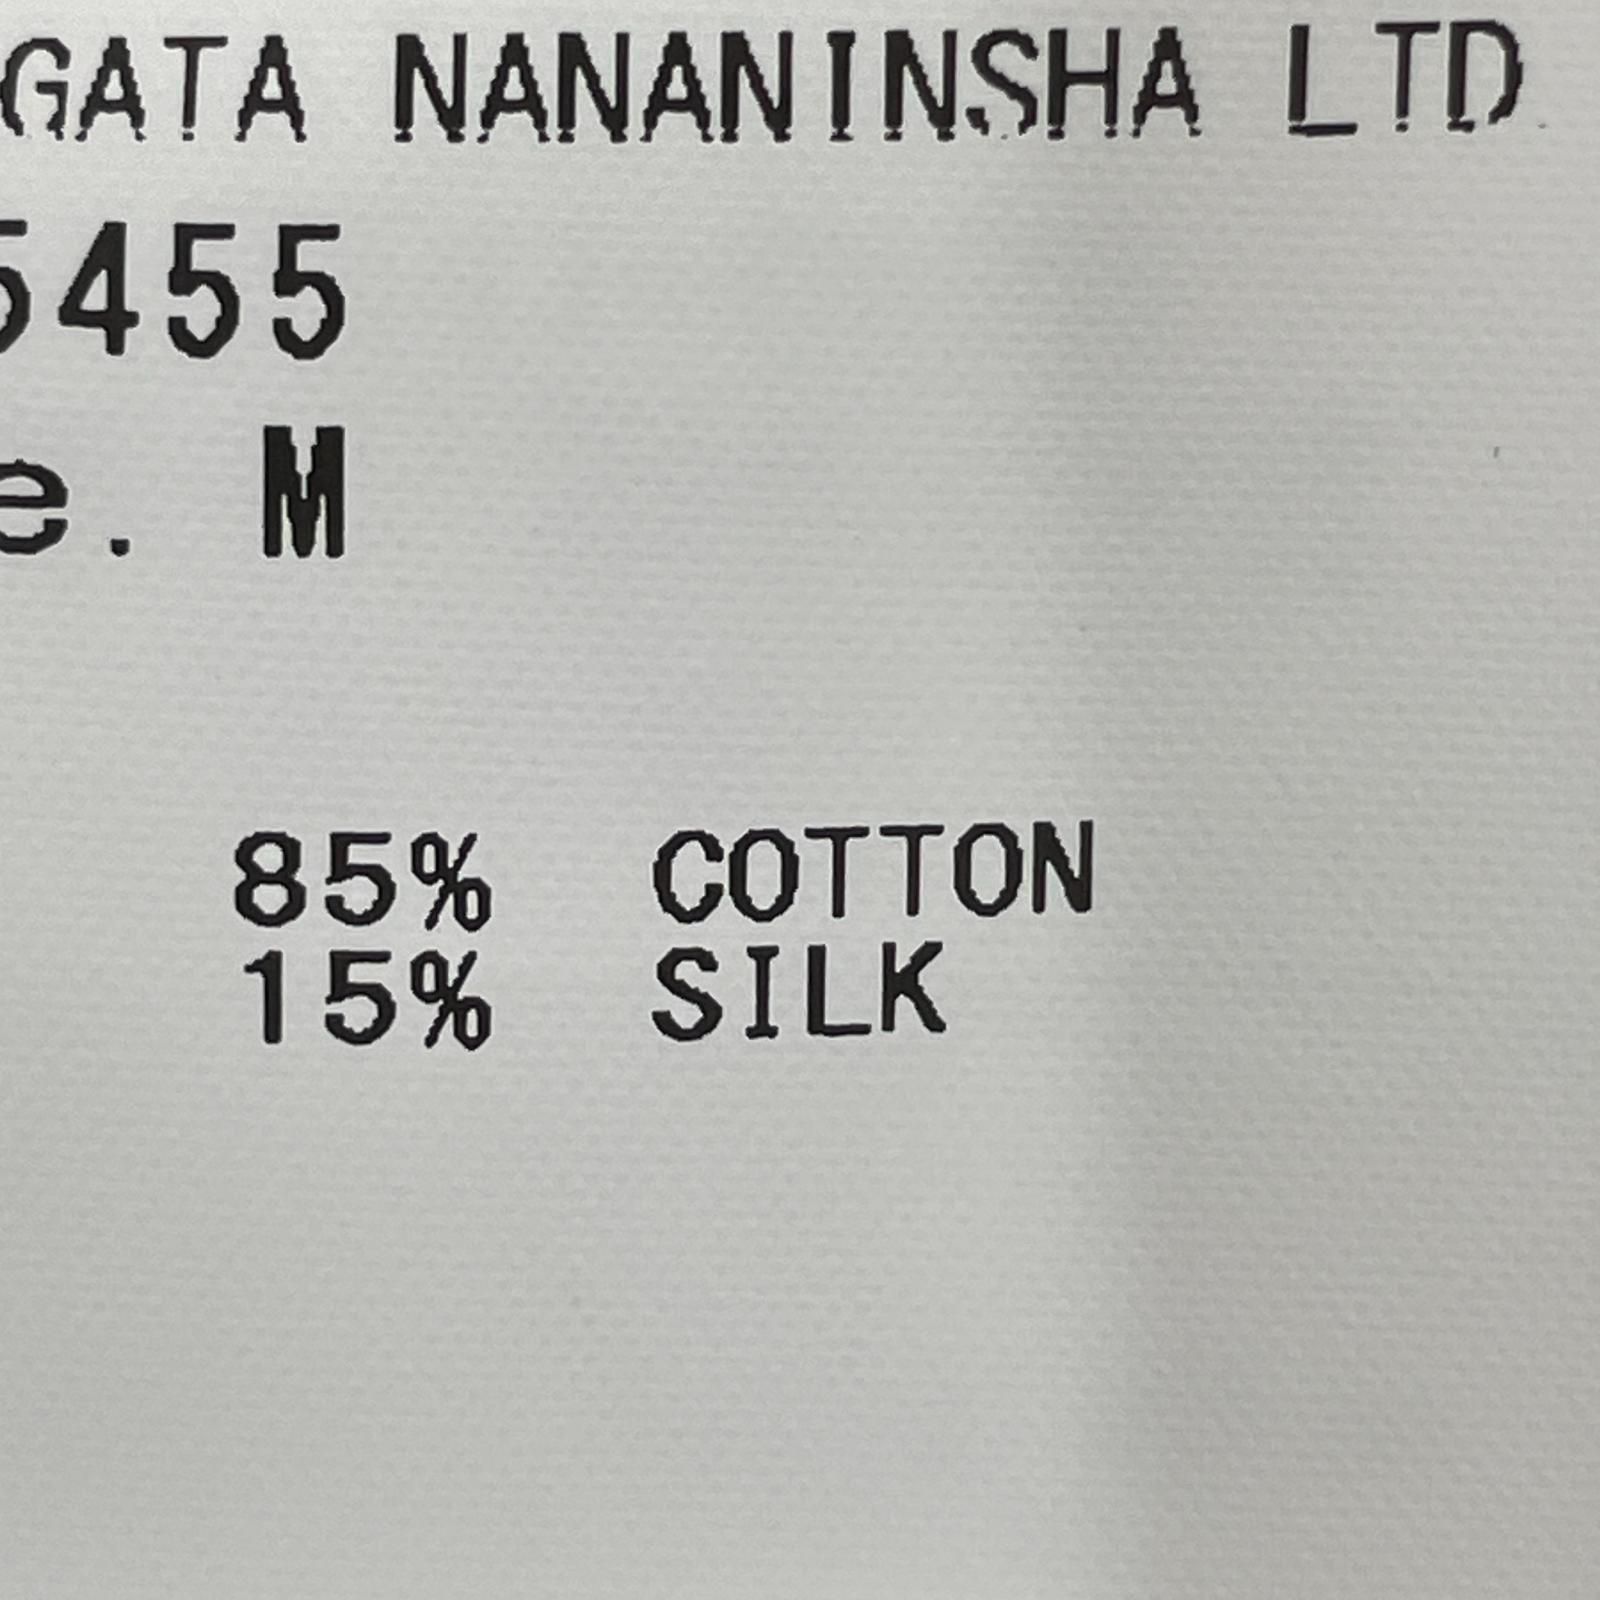 GATA NANANINSHA LTD.
5455
e. M
85% COTTON
15% SILK